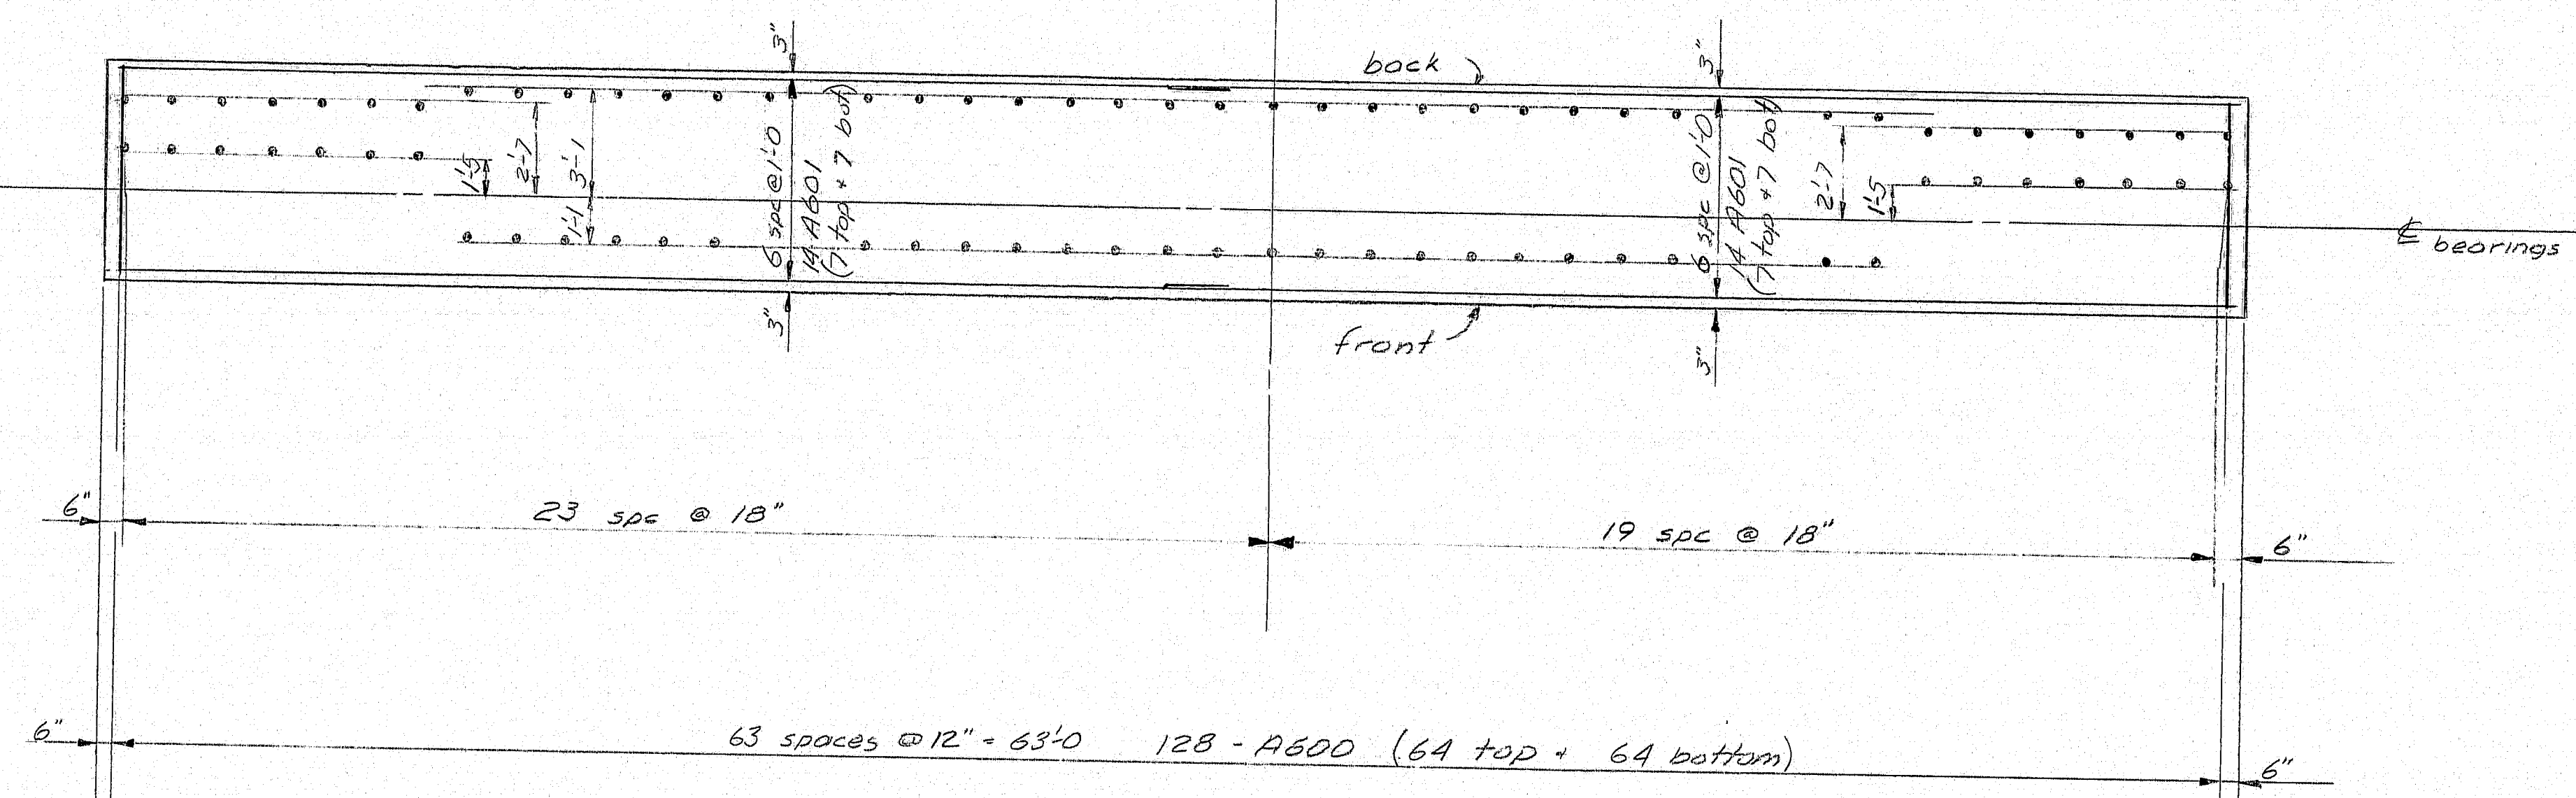 3"
3"
back
1'-5
2'-7
3'-1
1'-1
6 spc @ 1'-0
14 A601
(7 top + 7 bot)
6 spc @ 1'-0
14 A601
(7 top + 7 bot)
2'-7
1'-5
℄ bearings
3"
front
3"
6"
23 spc @ 18"
19 spc @ 18"
6"
6"
63 spaces @ 12" = 63'-0 128 - A600 (64 top + 64 bottom)
6"